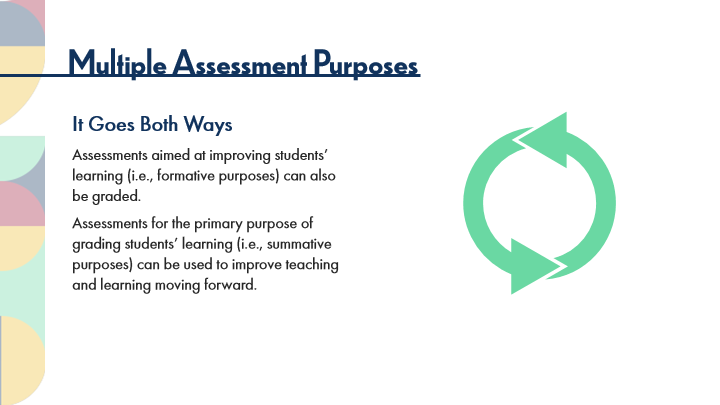 Multiple Assessment Purposes
It Goes Both Ways
Assessments aimed at improving students’
learning (i.e., formative purposes) can also
be graded.
Assessments for the primary purpose of
grading students’ learning (i.e., summative
purposes) can be used to improve teaching
and learning moving forward.